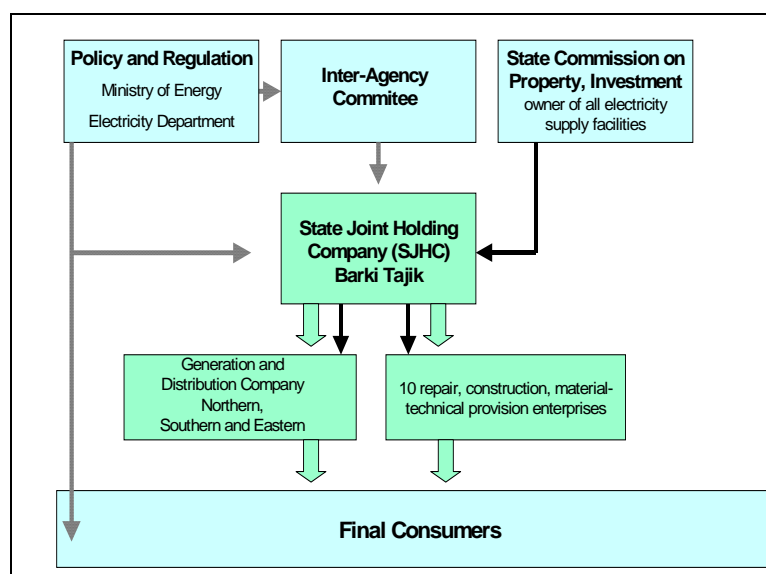 Policy and Regulation
Ministry of Energy
Electricity Department
Inter-Agency
Commitee
State Commission on
Property, Investment
owner of all electricity
supply facilities
State Joint Holding
Company (SJHC)
Barki Tajik
Generation and
Distribution Company
Northern,
Southern and Eastern
10 repair, construction, material-
technical provision enterprises
Final Consumers